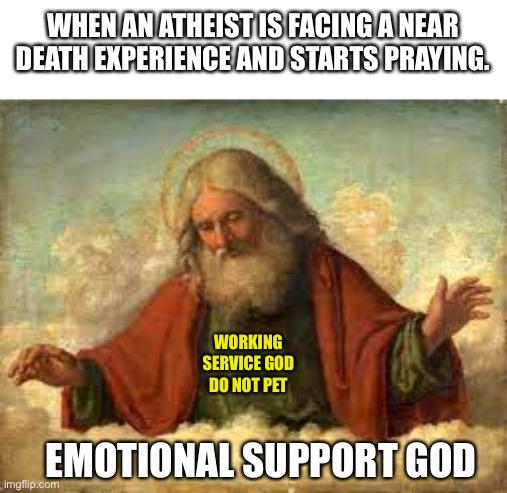 WHEN AN ATHEIST IS FACING A NEAR
DEATH EXPERIENCE AND STARTS PRAYING.
WORKING
SERVICE GOD
DO NOT PET
EMOTIONAL SUPPORT GOD
imgflip.com